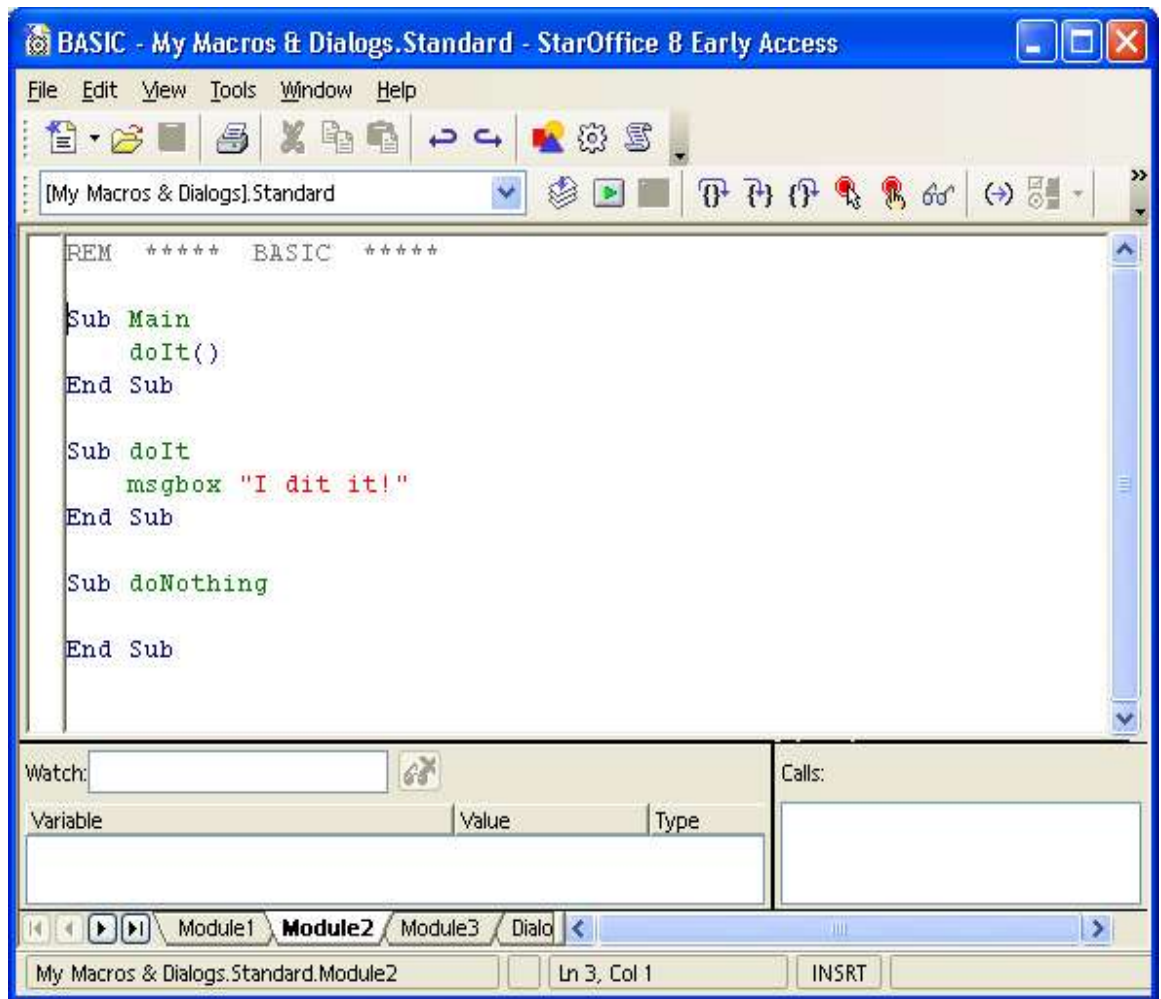 BASIC - My Macros & Dialogs.Standard - StarOffice 8 Early Access
File Edit View Tools Window Help
[My Macros & Dialogs].Standard
REM ***** BASIC *****
Sub Main
doIt()
End Sub
Sub doIt
msgbox "I dit it!"
End Sub
Sub doNothing
End Sub
Watch:
Calls:
Variable Value Type
Module1 Module2 Module3 Dialo
My Macros & Dialogs.Standard.Module2 Ln 3, Col 1 INSRT